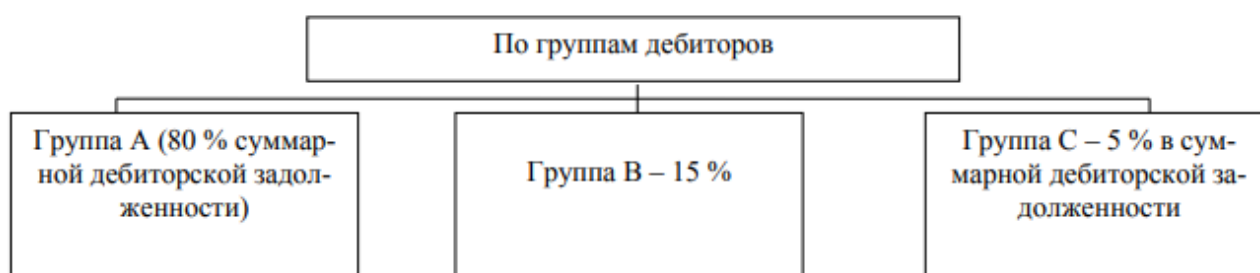 По группам дебиторов
Группа А (80 % суммар-
ной дебиторской задол-
женности)
Группа В – 15 %
Группа С – 5 % в сум-
марной дебиторской за-
долженности